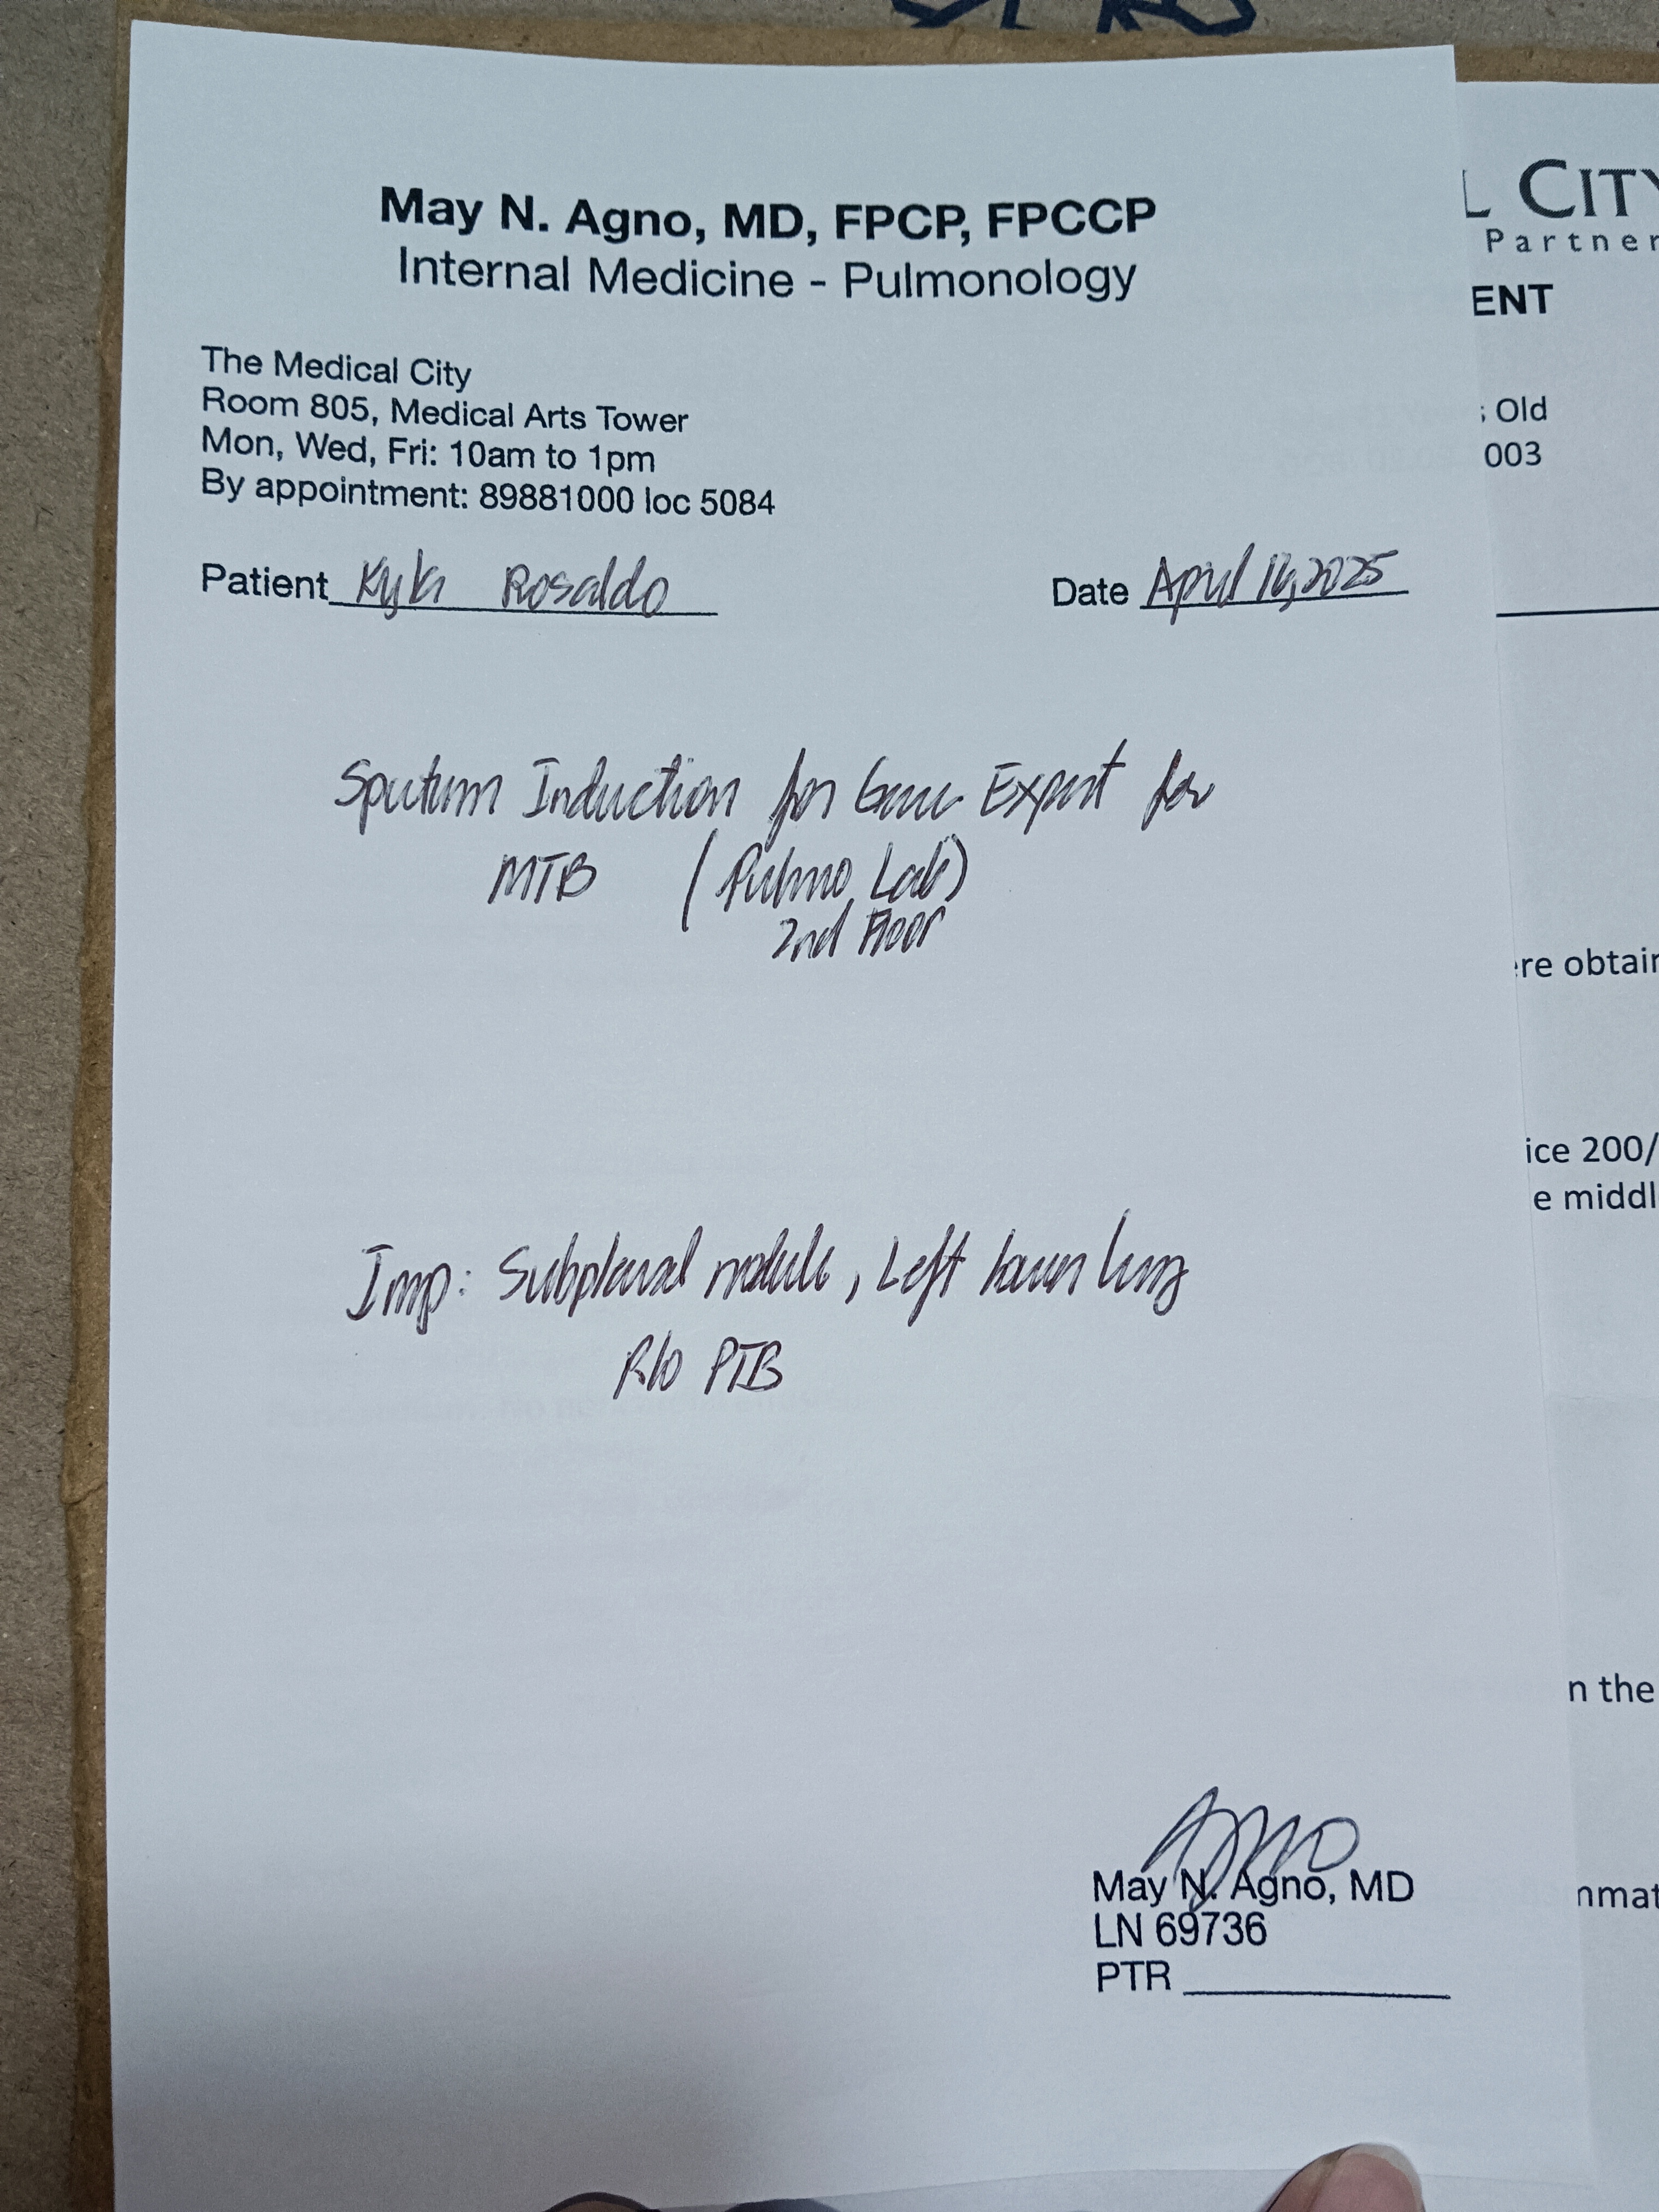 May N. Agno, MD, FPCP, FPCCP
Internal Medicine - Pulmonology
The Medical City
Room 805, Medical Arts Tower
Mon, Wed, Fri: 10am to 1pm
By appointment: 89881000 loc 5084
Patient Kyla Rosaldo Date April 16, 2025
Sputum Induction for Gene Expert for
MTB (Pulmo Lab)
2nd Floor
Imp: Subpleural nodule, Left lower lung
R/o PTB
May N. Agno, MD
LN 69736
PTR
L CITY
Partner
ENT
Old
003
re obtain
ice 200/
e middl
n the
nmat